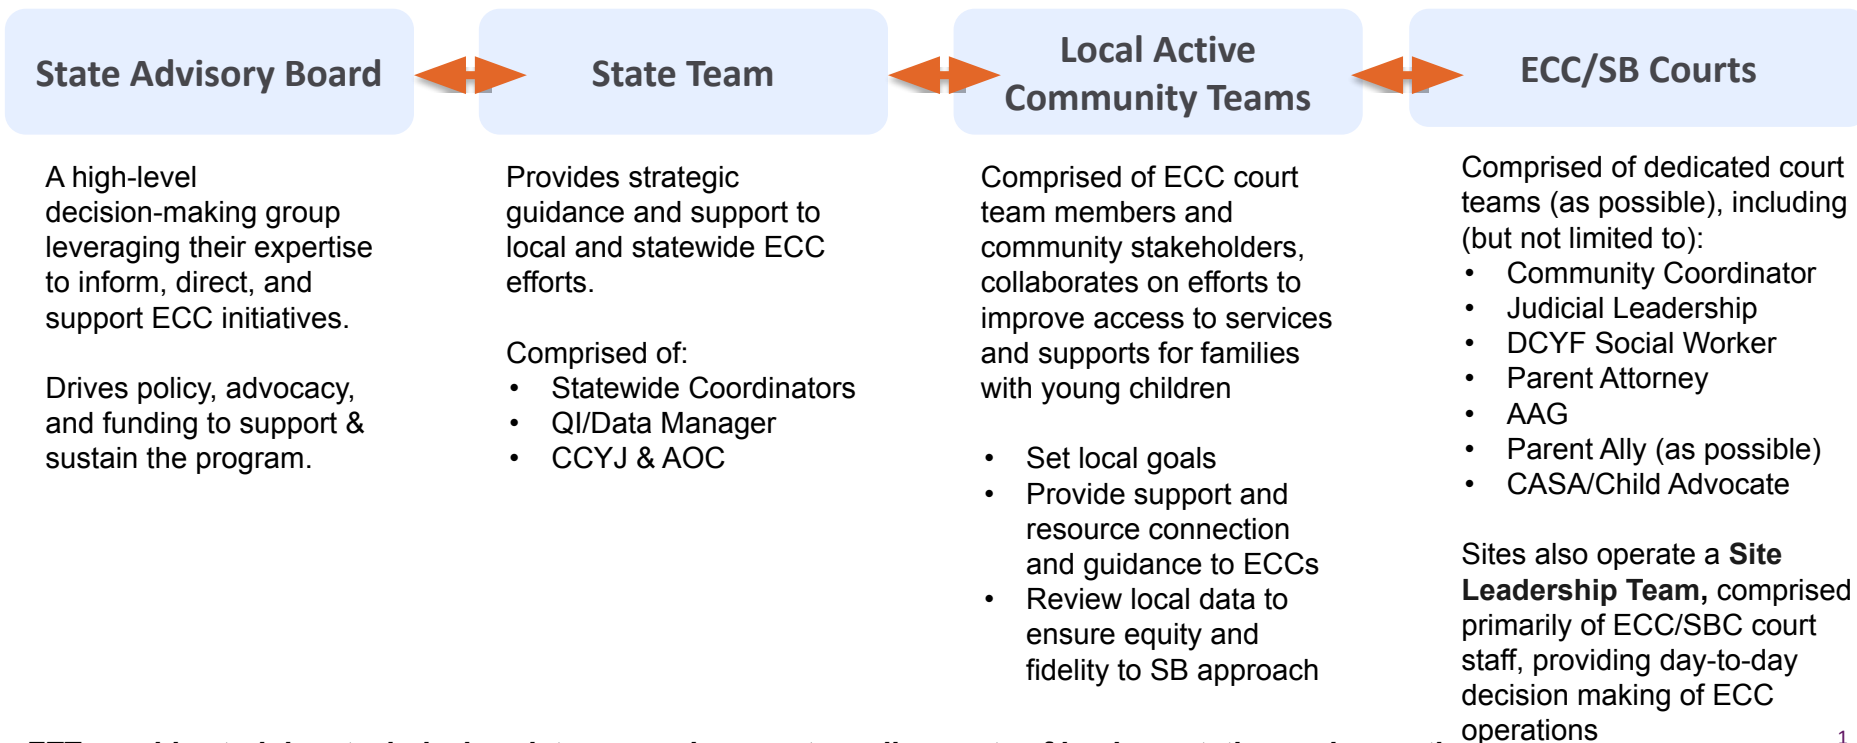 State Advisory Board
A high-level
decision-making group
leveraging their expertise
to inform, direct, and
support ECC initiatives.
Drives policy, advocacy,
and funding to support &
sustain the program.
State Team
Provides strategic
guidance and support to
local and statewide ECC
efforts.
Comprised of:
• Statewide Coordinators
• QI/Data Manager
• CCYJ & AOC
Local Active
Community Teams
Comprised of ECC court
team members and
community stakeholders,
collaborates on efforts to
improve access to services
and supports for families
with young children
• Set local goals
• Provide support and
resource connection
and guidance to ECCs
• Review local data to
ensure equity and
fidelity to SB approach
ECC/SB Courts
Comprised of dedicated court
teams (as possible), including
(but not limited to):
• Community Coordinator
• Judicial Leadership
• DCYF Social Worker
• Parent Attorney
• AAG
• Parent Ally (as possible)
• CASA/Child Advocate
Sites also operate a Site
Leadership Team, comprised
primarily of ECC/SBC court
staff, providing day-to-day
decision making of ECC
operations
1